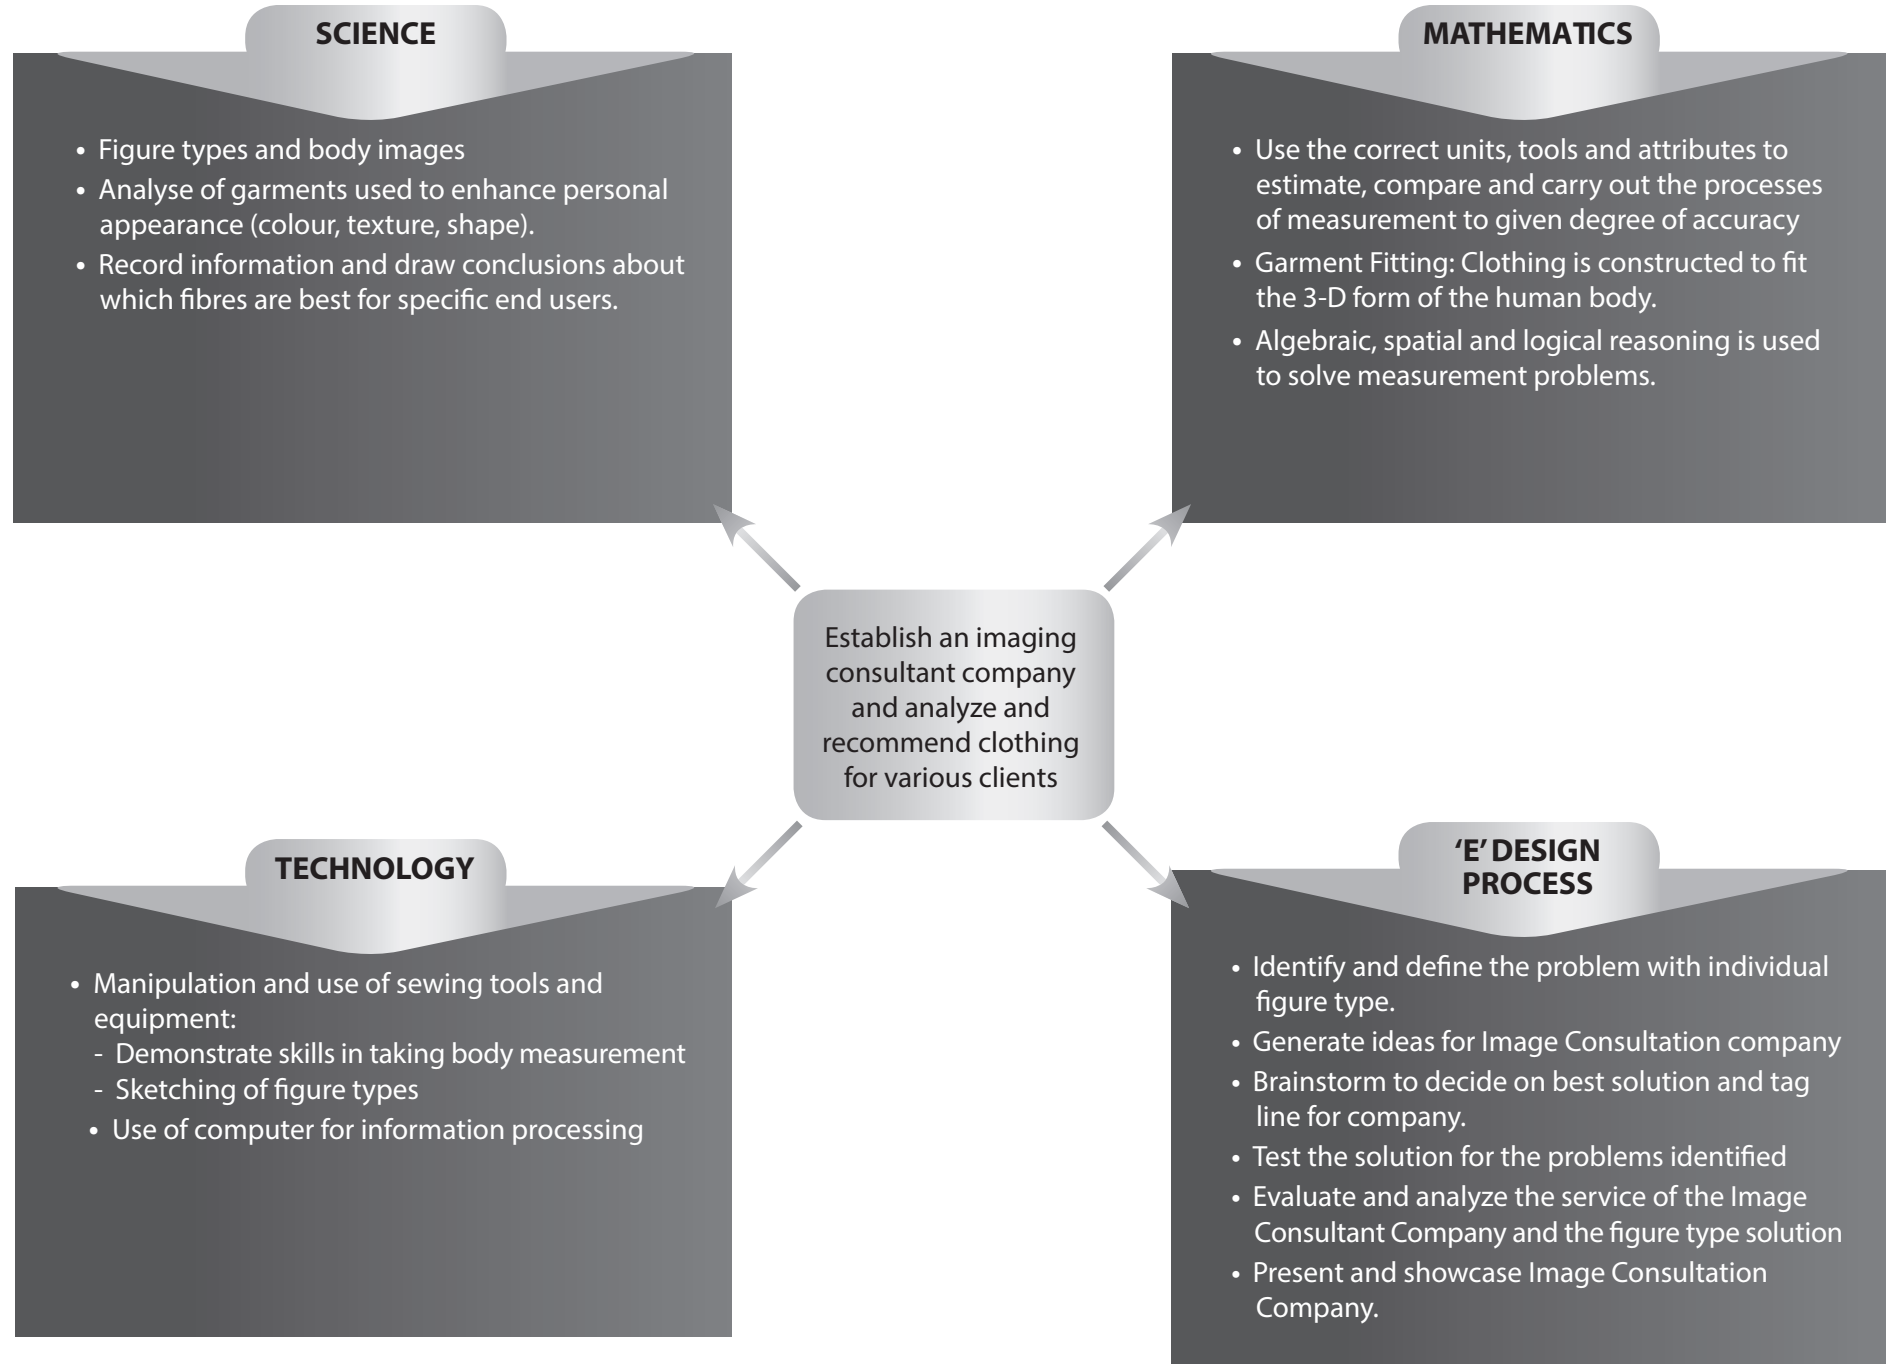 SCIENCE
• Figure types and body images
• Analyse of garments used to enhance personal
appearance (colour, texture, shape).
• Record information and draw conclusions about
which fibres are best for specific end users.
MATHEMATICS
• Use the correct units, tools and attributes to
estimate, compare and carry out the processes
of measurement to given degree of accuracy
• Garment Fitting: Clothing is constructed to fit
the 3-D form of the human body.
• Algebraic, spatial and logical reasoning is used
to solve measurement problems.
Establish an imaging
consultant company
and analyze and
recommend clothing
for various clients
TECHNOLOGY
• Manipulation and use of sewing tools and
equipment:
- Demonstrate skills in taking body measurement
- Sketching of figure types
• Use of computer for information processing
‘E’ DESIGN
PROCESS
• Identify and define the problem with individual
figure type.
• Generate ideas for Image Consultation company
• Brainstorm to decide on best solution and tag
line for company.
• Test the solution for the problems identified
• Evaluate and analyze the service of the Image
Consultant Company and the figure type solution
• Present and showcase Image Consultation
Company.